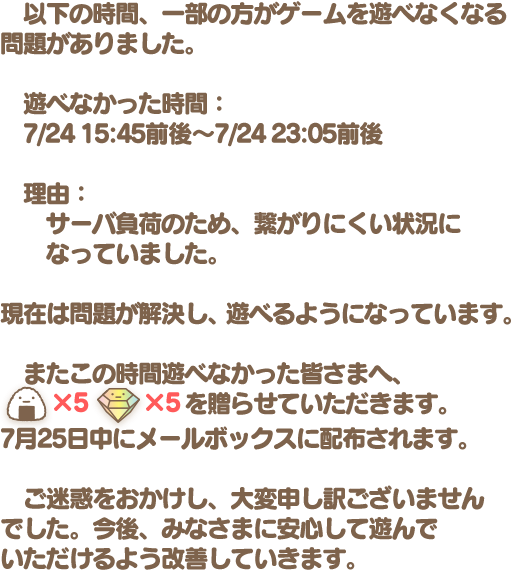 以下の時間、一部の方がゲームを遊べなくなる
問題がありました。
遊べなかった時間：
7/24 15:45前後～7/24 23:05前後
理由：
サーバ負荷のため、繋がりにくい状況に
なっていました。
現在は問題が解決し、遊べるようになっています。
またこの時間遊べなかった皆さまへ、
×5 ×5 を贈らせていただきます。
7月25日中にメールボックスに配布されます。
ご迷惑をおかけし、大変申し訳ございません
でした。今後、みなさまに安心して遊んで
いただけるよう改善していきます。